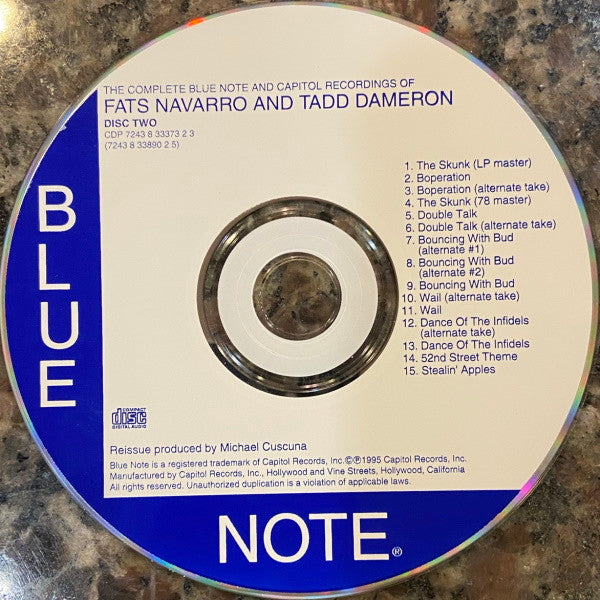 THE COMPLETE BLUE NOTE AND CAPITOL RECORDINGS OF
FATS NAVARRO AND TADD DAMERON
DISC TWO
CDP 7243 8 33373 2 3
(7243 8 33890 2 5)
1. The Skunk (LP master)
2. Boperation
3. Boperation (alternate take)
4. The Skunk (78 master)
5. Double Talk
6. Double Talk (alternate take)
7. Bouncing With Bud
(alternate #1)
8. Bouncing With Bud
(alternate #2)
9. Bouncing With Bud
10. Wail (alternate take)
11. Wail
12. Dance Of The Infidels
(alternate take)
13. Dance Of The Infidels
14. 52nd Street Theme
15. Stealin' Apples
COMPACT
disc
DIGITAL AUDIO
Reissue produced by Michael Cuscuna
Blue Note is a registered trademark of Capitol Records, Inc.©℗1995 Capitol Records, Inc.
Manufactured by Capitol Records, Inc., Hollywood and Vine Streets, Hollywood, California
All rights reserved. Unauthorized duplication is a violation of applicable laws.
BLUE
NOTE®